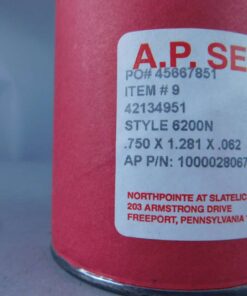 A.P. SE
PO# 45667851
ITEM # 9
42134951
STYLE 6200N
.750 X 1.281 X .062
AP P/N: 1000028067
NORTHPOINTE AT SLATELIC
203 ARMSTRONG DRIVE
FREEPORT, PENNSYLVANIA